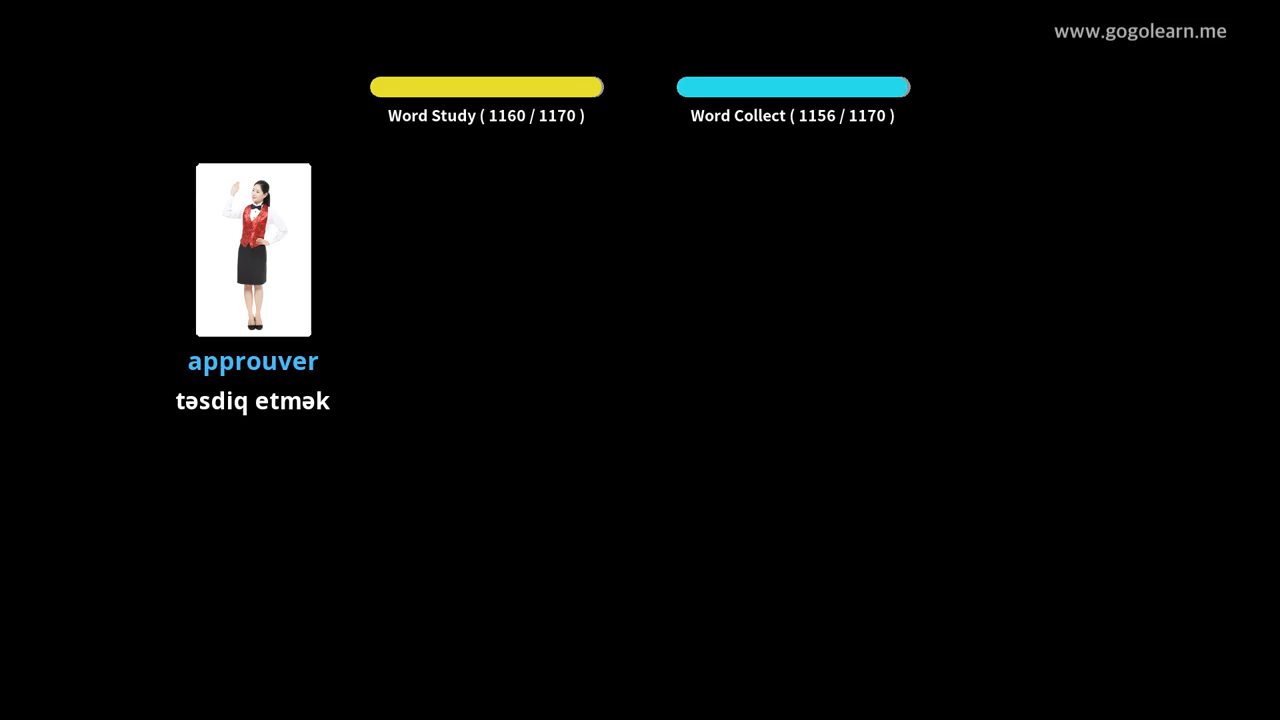 www.gogolearn.me
Word Study ( 1160 / 1170 )
Word Collect ( 1156 / 1170 )
approuver
təsdiq etmək